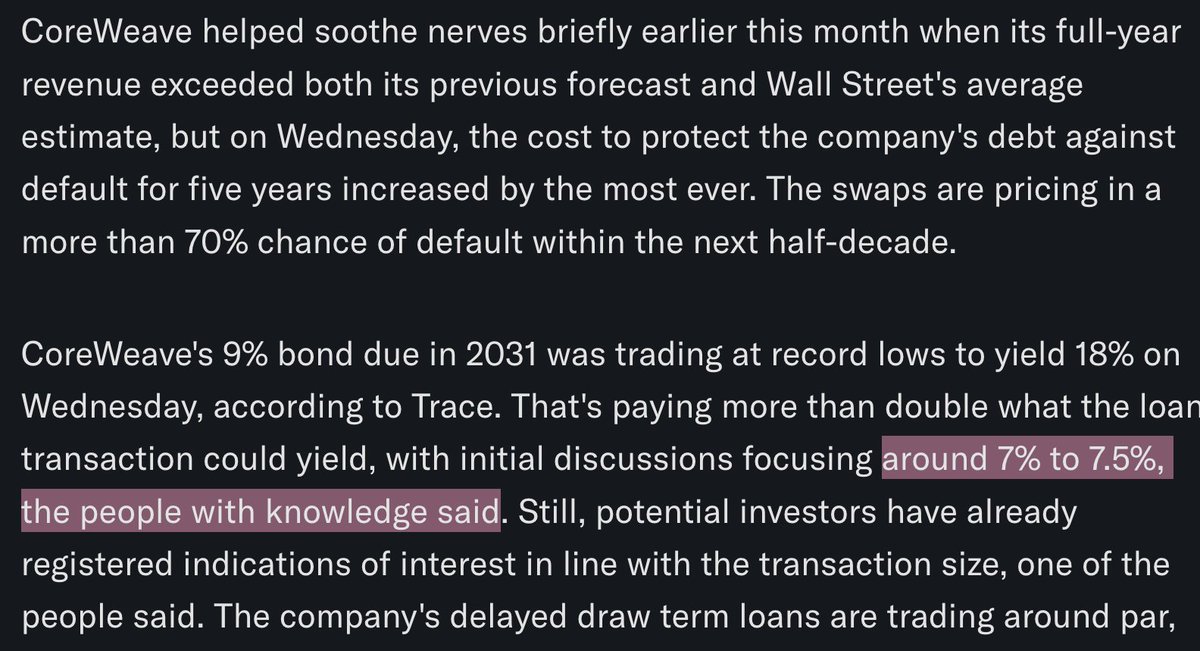 CoreWeave helped soothe nerves briefly earlier this month when its full-year
revenue exceeded both its previous forecast and Wall Street's average
estimate, but on Wednesday, the cost to protect the company's debt against
default for five years increased by the most ever. The swaps are pricing in a
more than 70% chance of default within the next half-decade.
CoreWeave's 9% bond due in 2031 was trading at record lows to yield 18% on
Wednesday, according to Trace. That's paying more than double what the loan
transaction could yield, with initial discussions focusing around 7% to 7.5%,
the people with knowledge said. Still, potential investors have already
registered indications of interest in line with the transaction size, one of the
people said. The company's delayed draw term loans are trading around par,